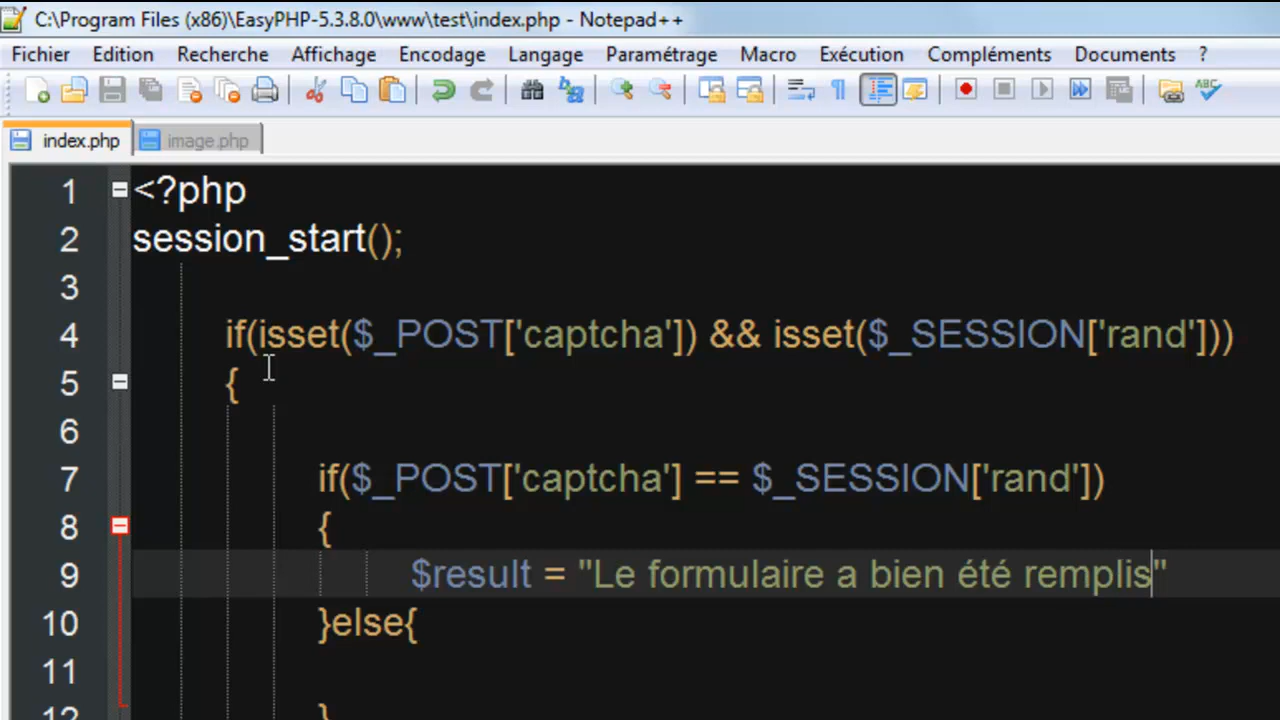 C:\Program Files (x86)\EasyPHP-5.3.8.0\www\test\index.php - Notepad++
Fichier Edition Recherche Affichage Encodage Langage Paramétrage Macro Exécution Compléments Documents ?
index.php image.php
1 <?php
2 session_start();
3
4 if(isset($_POST['captcha']) && isset($_SESSION['rand']))
5 {
6
7 if($_POST['captcha'] == $_SESSION['rand'])
8 {
9 $result = "Le formulaire a bien été remplis"
10 }else{
11
12 }